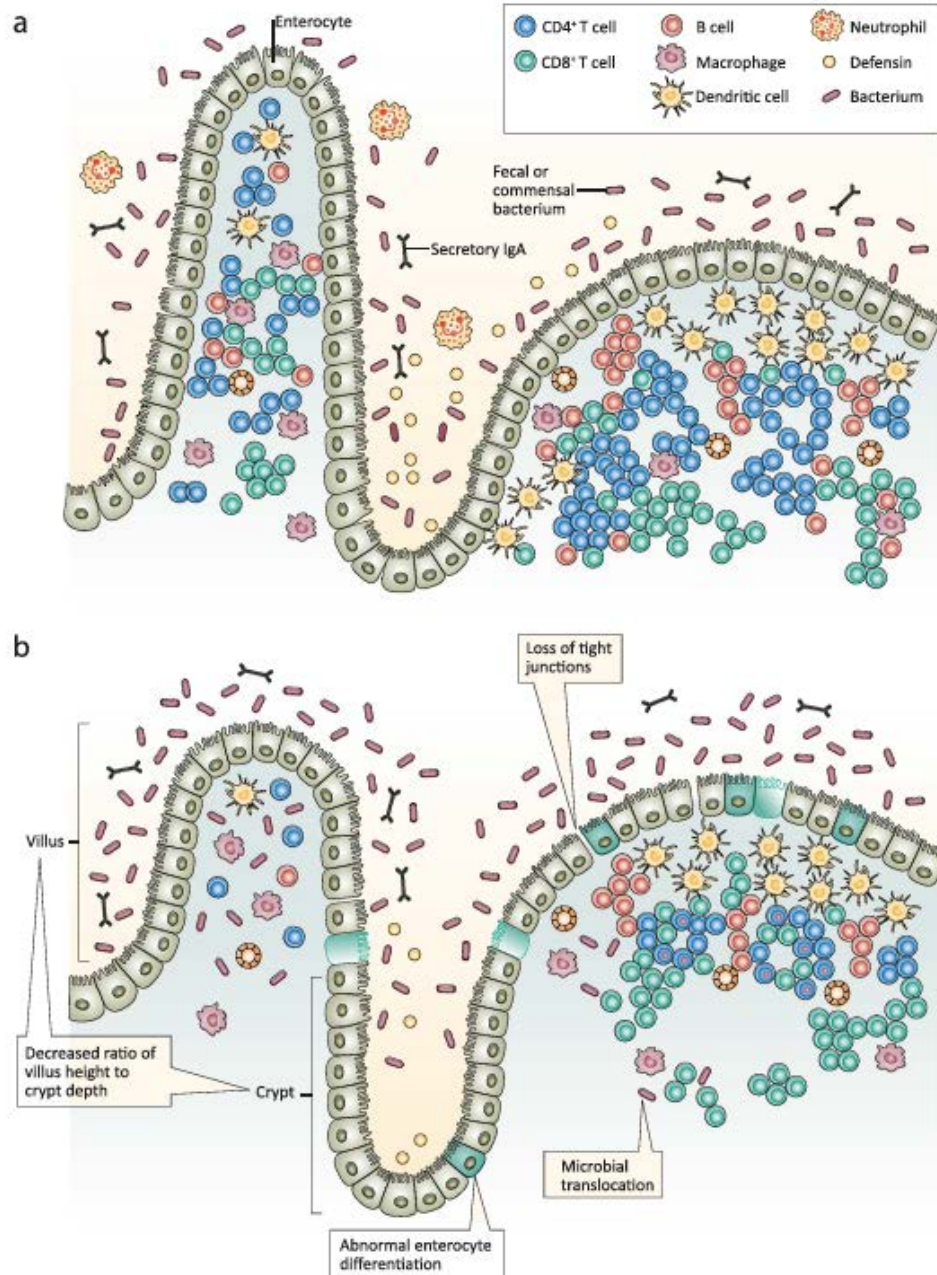 a
Enterocyte
CD4⁺ T cell
CD8⁺ T cell
B cell
Macrophage
Dendritic cell
Neutrophil
Defensin
Bacterium
Fecal or
commensal
bacterium
Secretory IgA
b
Loss of tight
junctions
Villus
Decreased ratio of
villus height to
crypt depth
Crypt
Microbial
translocation
Abnormal enterocyte
differentiation